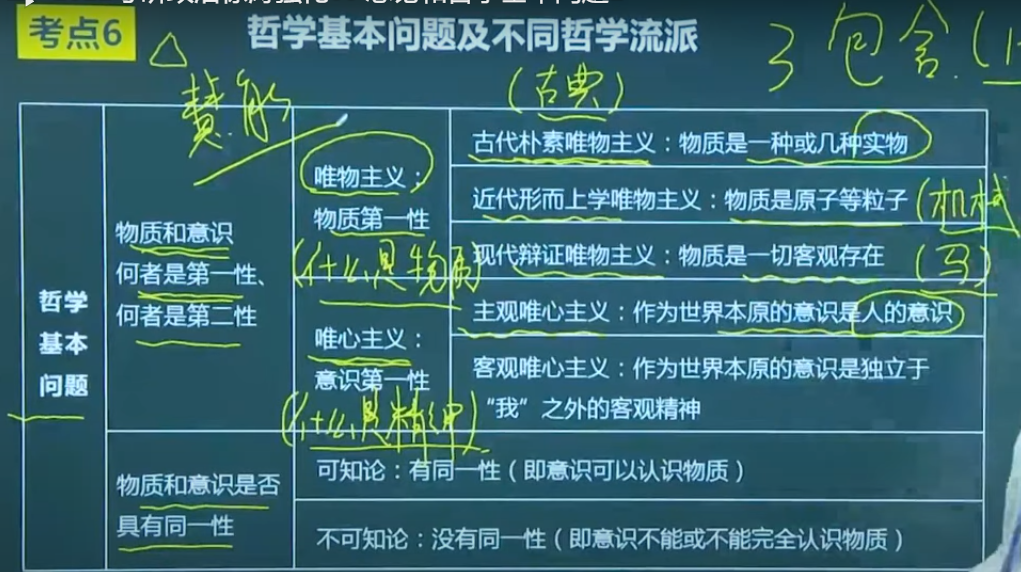 考点6
哲学基本问题及不同哲学流派
3 包含
慧能
(古典)
哲学
基本
问题
物质和意识
何者是第一性、
何者是第二性
唯物主义：
物质第一性
(什么是物质)
古代朴素唯物主义：物质是一种或几种实物
近代形而上学唯物主义：物质是原子等粒子
(机械
现代辩证唯物主义：物质是一切客观存在
(马)
唯心主义：
意识第一性
(什么是精神)
主观唯心主义：作为世界本原的意识是人的意识
客观唯心主义：作为世界本原的意识是独立于
“我”之外的客观精神
物质和意识是否
具有同一性
可知论：有同一性（即意识可以认识物质）
不可知论：没有同一性（即意识不能或不能完全认识物质）